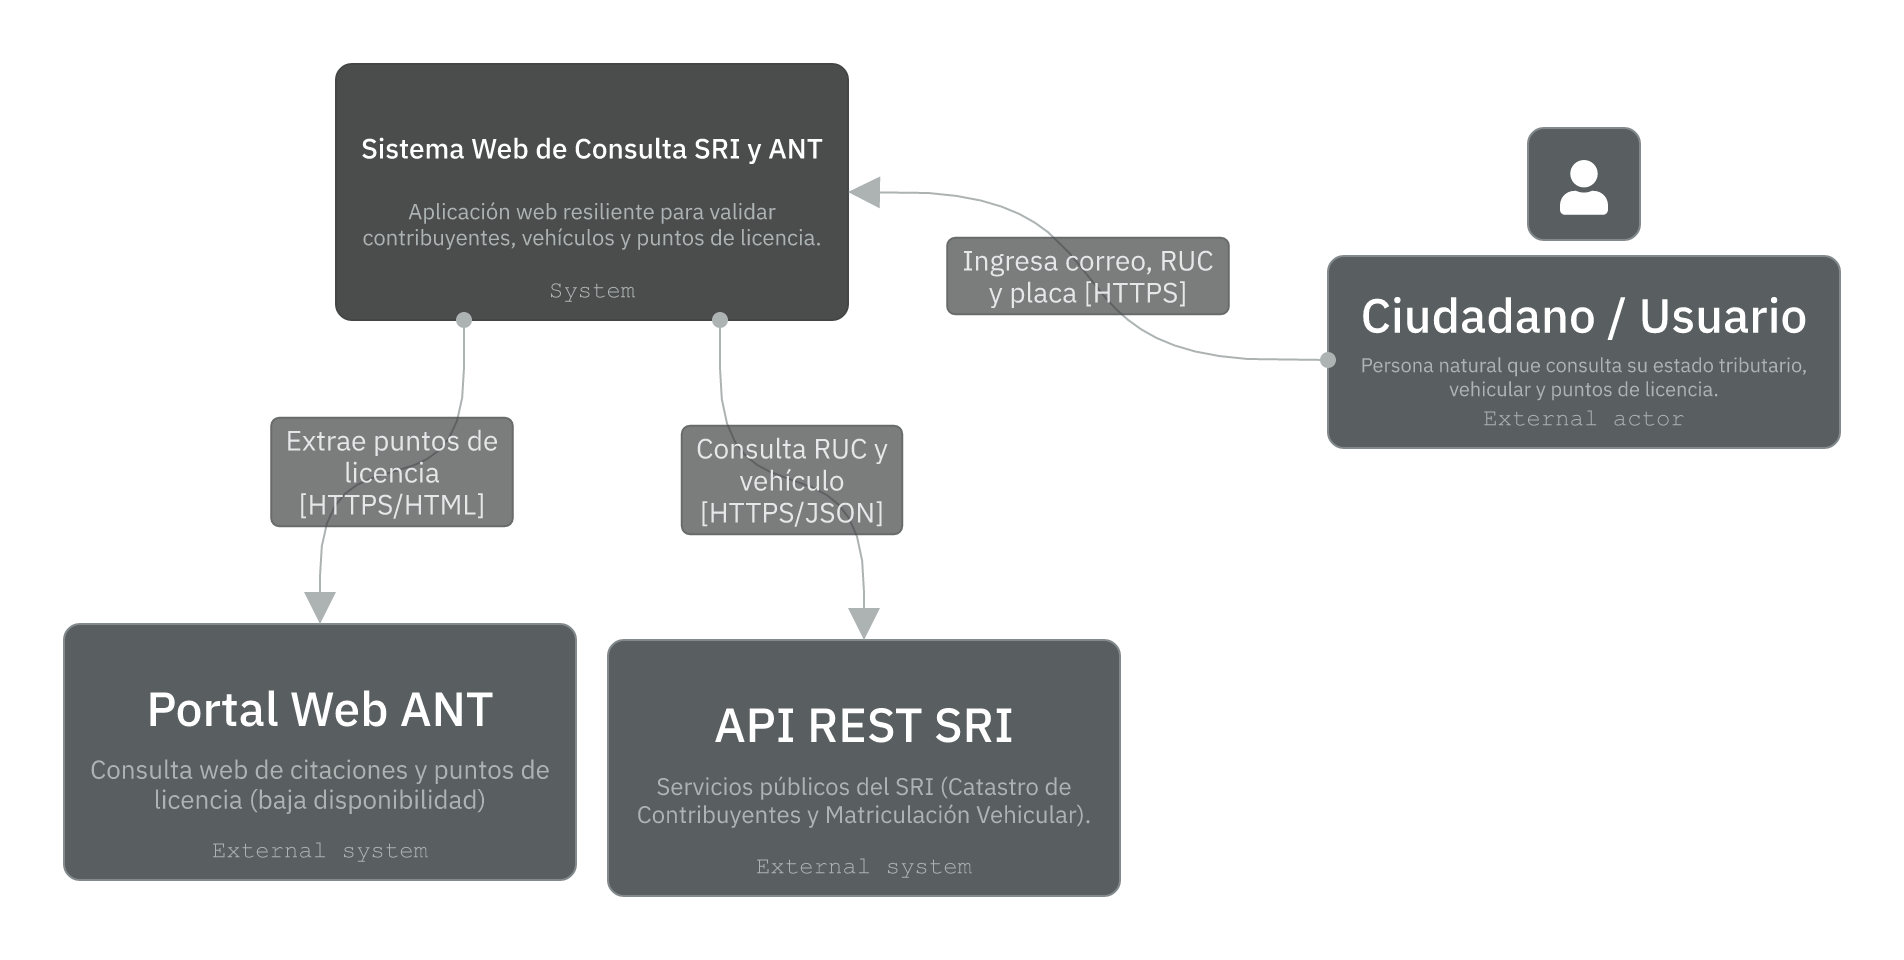 Sistema Web de Consulta SRI y ANT
Aplicación web resiliente para validar
contribuyentes, vehículos y puntos de licencia.
System
Ingresa correo, RUC
y placa [HTTPS]
Ciudadano / Usuario
Persona natural que consulta su estado tributario,
vehicular y puntos de licencia.
External actor
Extrae puntos de
licencia
[HTTPS/HTML]
Consulta RUC y
vehículo
[HTTPS/JSON]
Portal Web ANT
Consulta web de citaciones y puntos de
licencia (baja disponibilidad)
External system
API REST SRI
Servicios públicos del SRI (Catastro de
Contribuyentes y Matriculación Vehicular).
External system